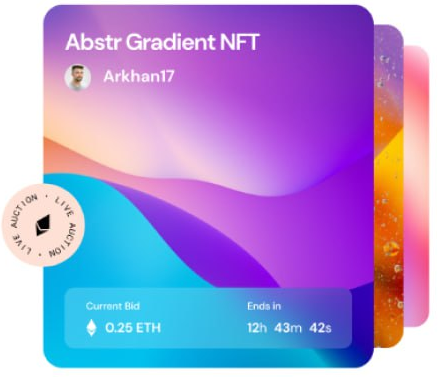 Abstr Gradient NFT
Arkhan17
LIVE AUCTION · LIVE AUCTION ·
Current Bid
Ends in
0.25 ETH
12h 43m 42s